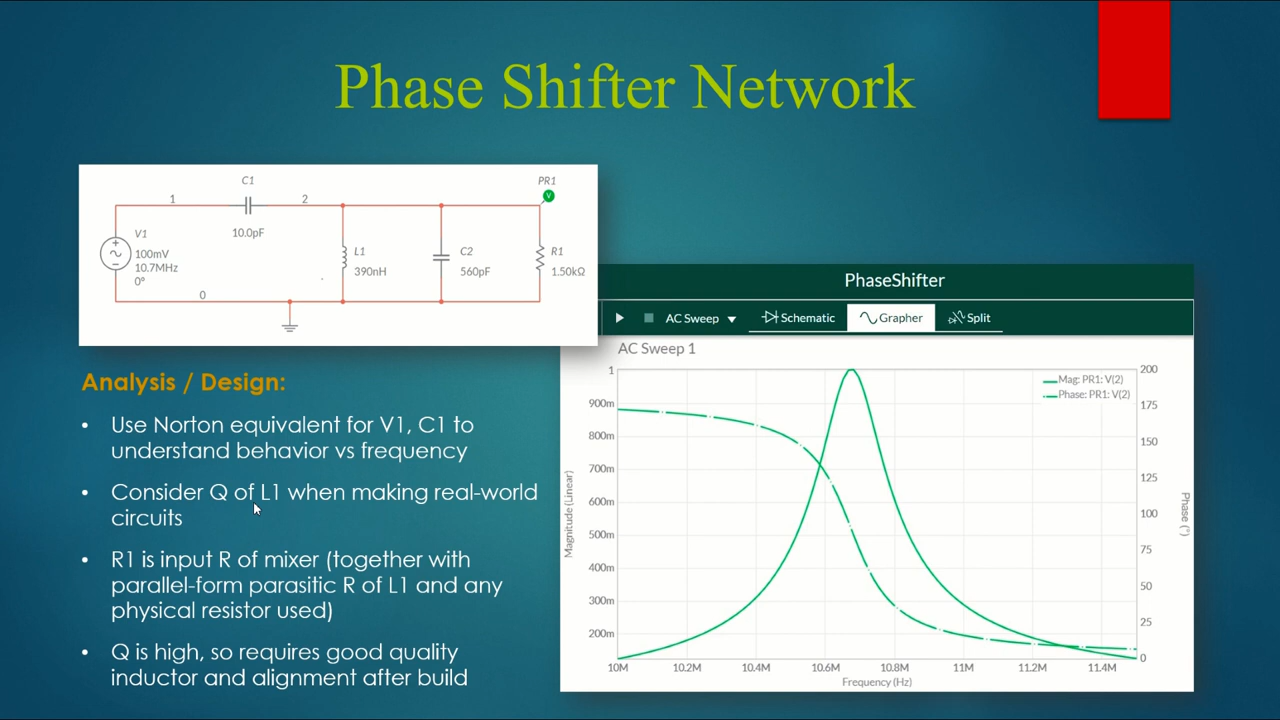 Phase Shifter Network
C1
PR1
V
1
2
V1
10.0pF
100mV
10.7MHz
0°
L1
390nH
C2
560pF
R1
1.50kΩ
0
PhaseShifter
AC Sweep
Schematic
Grapher
Split
AC Sweep 1
Mag: PR1: V(2)
Phase: PR1: V(2)
1
900m
800m
700m
600m
500m
400m
300m
200m
Magnitude (Linear)
200
175
150
125
100
75
50
25
0
Phase (°)
10M 10.2M 10.4M 10.6M 10.8M 11M 11.2M 11.4M
Frequency (Hz)
Analysis / Design:
• Use Norton equivalent for V1, C1 to
understand behavior vs frequency
• Consider Q of L1 when making real-world
circuits
• R1 is input R of mixer (together with
parallel-form parasitic R of L1 and any
physical resistor used)
• Q is high, so requires good quality
inductor and alignment after build